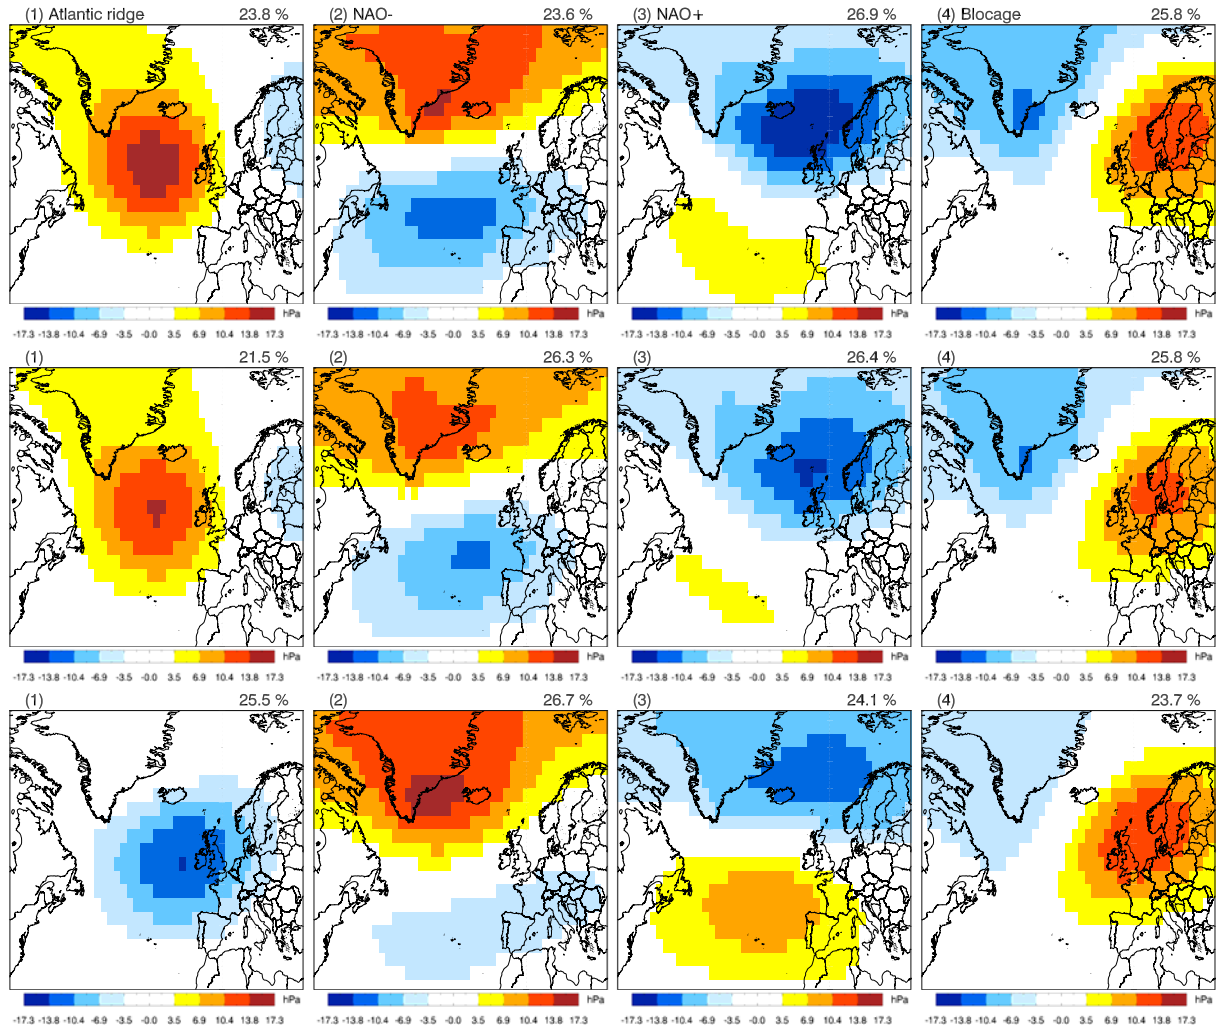 (1) Atlantic ridge 23.8 % (2) NAO- 23.6 % (3) NAO+ 26.9 % (4) Blocage 25.8 %
hPa hPa hPa hPa
-17.3 -13.8 -10.4 -6.9 -3.5 -0.0 3.5 6.9 10.4 13.8 17.3 -17.3 -13.8 -10.4 -6.9 -3.5 -0.0 3.5 6.9 10.4 13.8 17.3 -17.3 -13.8 -10.4 -6.9 -3.5 -0.0 3.5 6.9 10.4 13.8 17.3 -17.3 -13.8 -10.4 -6.9 -3.5 -0.0 3.5 6.9 10.4 13.8 17.3
(1) 21.5 % (2) 26.3 % (3) 26.4 % (4) 25.8 %
hPa hPa hPa hPa
-17.3 -13.8 -10.4 -6.9 -3.5 -0.0 3.5 6.9 10.4 13.8 17.3 -17.3 -13.8 -10.4 -6.9 -3.5 -0.0 3.5 6.9 10.4 13.8 17.3 -17.3 -13.8 -10.4 -6.9 -3.5 -0.0 3.5 6.9 10.4 13.8 17.3 -17.3 -13.8 -10.4 -6.9 -3.5 -0.0 3.5 6.9 10.4 13.8 17.3
(1) 25.5 % (2) 26.7 % (3) 24.1 % (4) 23.7 %
hPa hPa hPa hPa
-17.3 -13.8 -10.4 -6.9 -3.5 -0.0 3.5 6.9 10.4 13.8 17.3 -17.3 -13.8 -10.4 -6.9 -3.5 -0.0 3.5 6.9 10.4 13.8 17.3 -17.3 -13.8 -10.4 -6.9 -3.5 -0.0 3.5 6.9 10.4 13.8 17.3 -17.3 -13.8 -10.4 -6.9 -3.5 -0.0 3.5 6.9 10.4 13.8 17.3